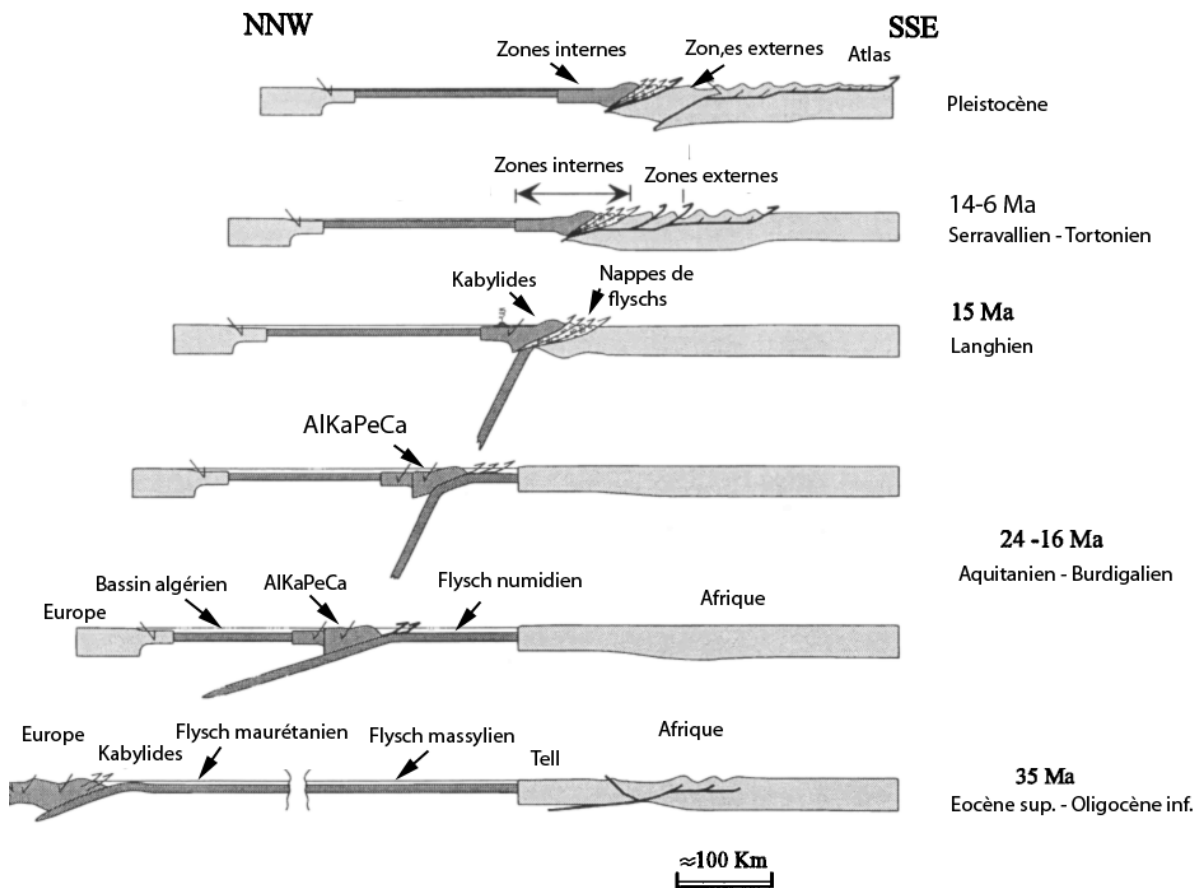 NNW
SSE
Zones internes
Zon,es externes
Atlas
Pleistocène
Zones internes
Zones externes
14-6 Ma
Serravallien - Tortonien
Kabylides
Nappes de
flyschs
15 Ma
Langhien
AlKaPeCa
24 -16 Ma
Aquitanien - Burdigalien
Bassin algérien
AlKaPeCa
Flysch numidien
Afrique
Europe
Europe
Kabylides
Flysch maurétanien
Flysch massylien
Tell
Afrique
35 Ma
Eocène sup. - Oligocène inf.
≈100 Km